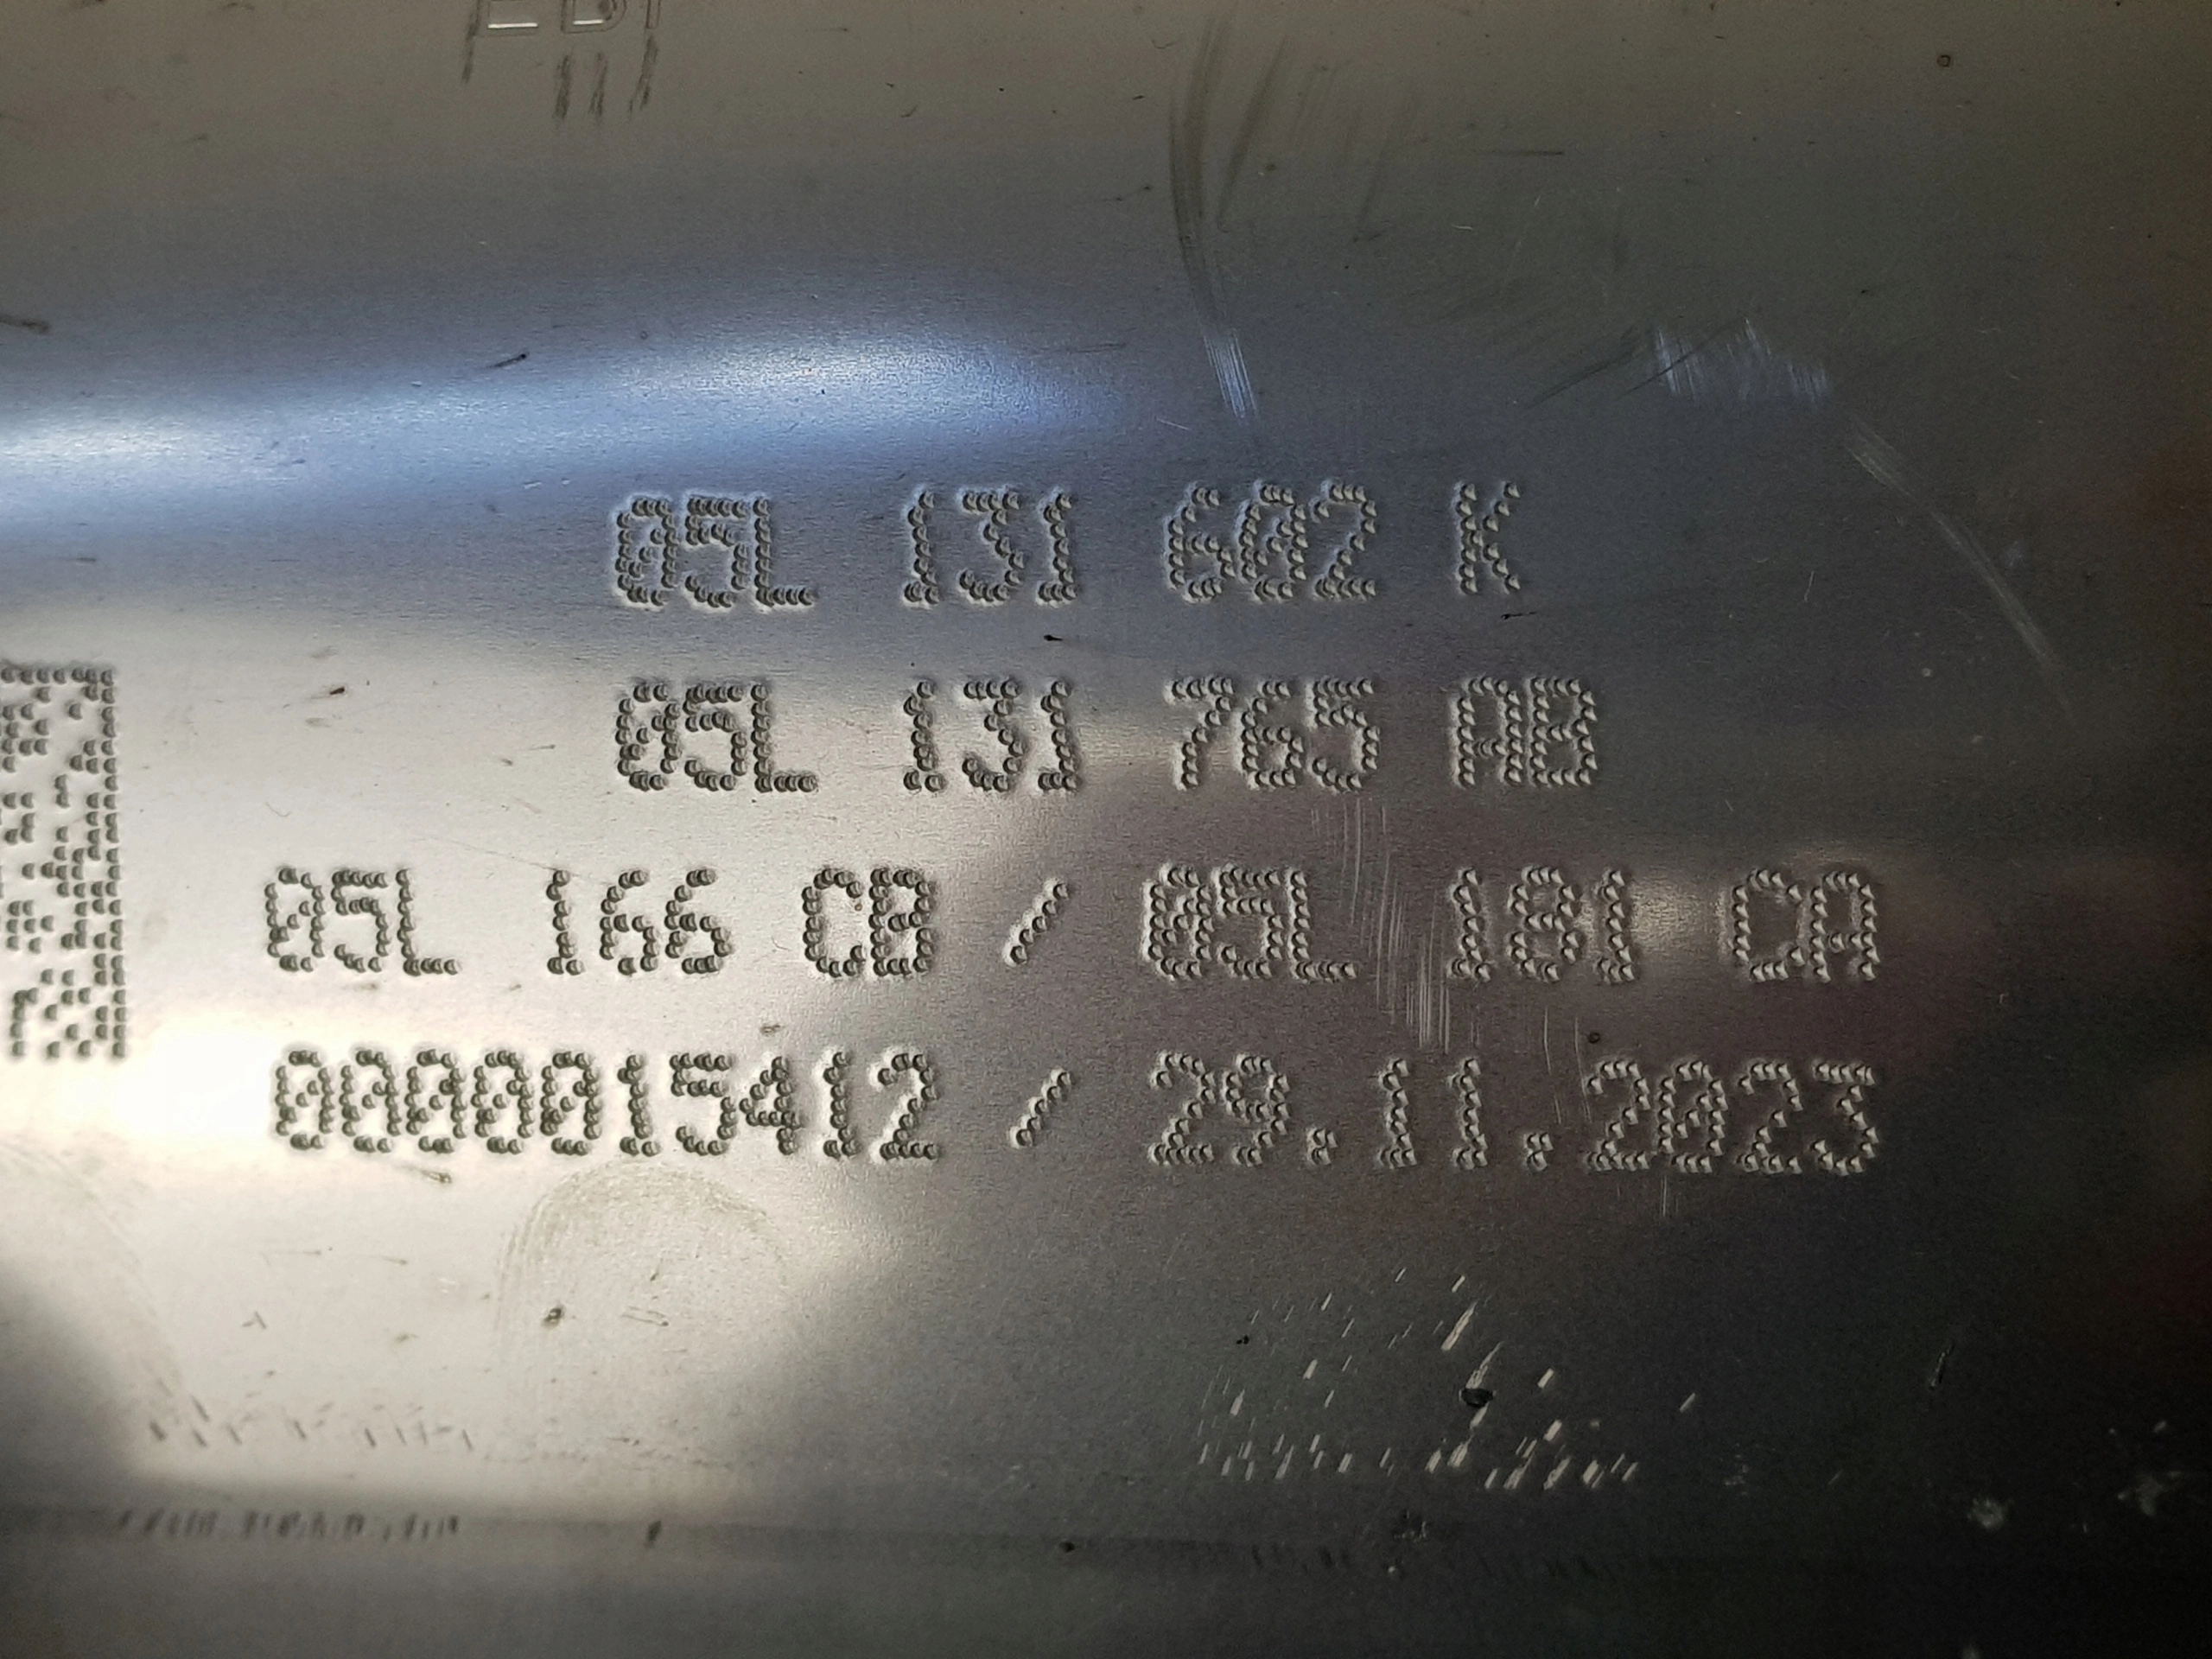 05L 131 602 K
05L 131 765 AB
05L 166 CB / 05L 181 CA
0000015412 / 29.11.2023